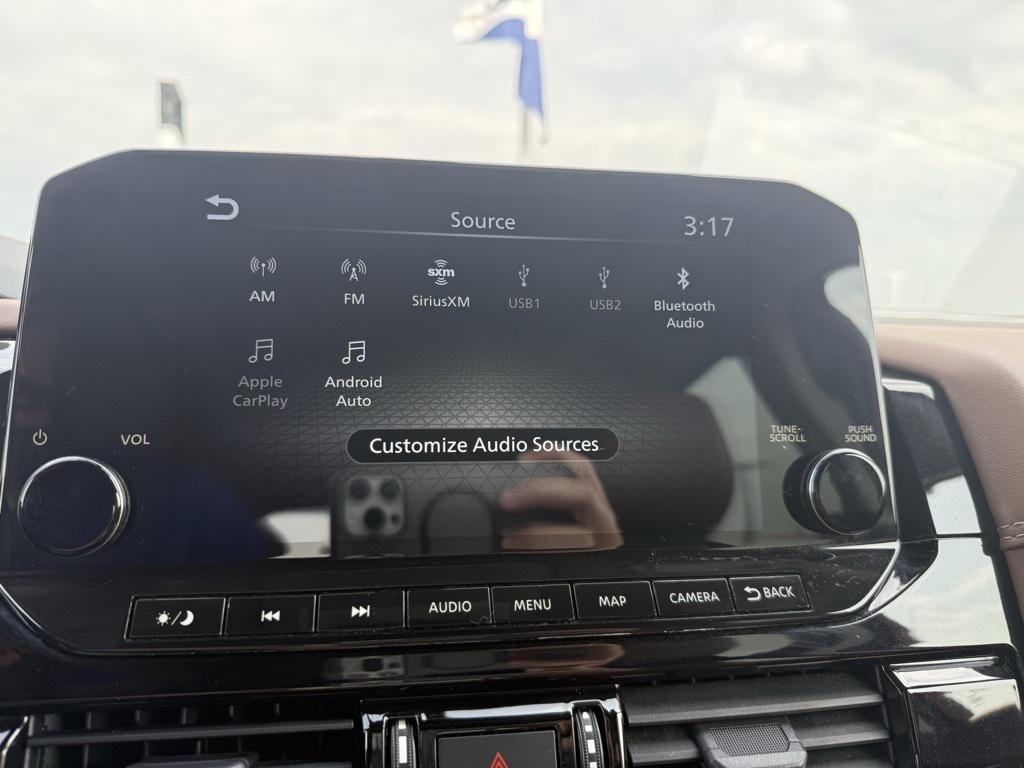 Source
3:17
AM
FM
sxm
SiriusXM
USB1
USB2
Bluetooth
Audio
Apple
CarPlay
Android
Auto
Customize Audio Sources
VOL
TUNE-
SCROLL
PUSH
SOUND
AUDIO
MENU
MAP
CAMERA
BACK